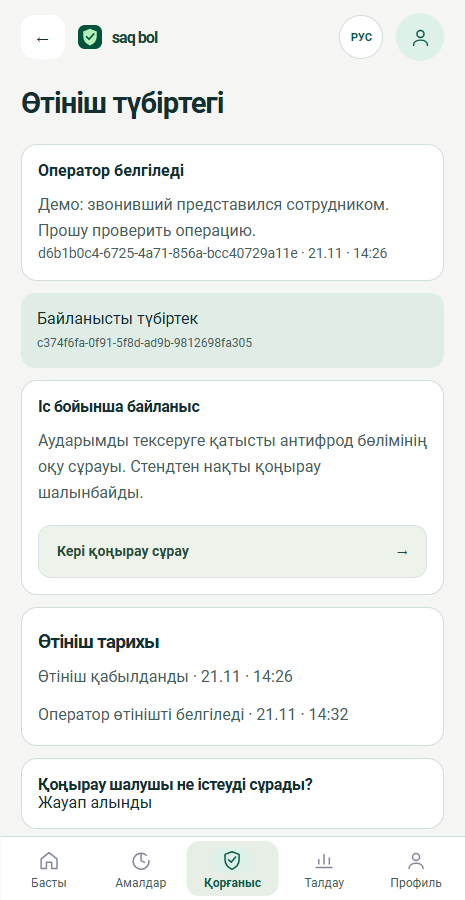 ←
saq bol
РУС
Өтініш түбіртегі
Оператор белгіледі
Демо: звонивший представился сотрудником.
Прошу проверить операцию.
d6b1b0c4-6725-4a71-856a-bcc40729a11e · 21.11 · 14:26
Байланысты түбіртек
c374f6fa-0f91-5f8d-ad9b-9812698fa305
Іс бойынша байланыс
Аударымды тексеруге қатысты антифрод бөлімінің
оқу сұрауы. Стендтен нақты қоңырау
шалынбайды.
Кері қоңырау сұрау →
Өтініш тарихы
Өтініш қабылданды · 21.11 · 14:26
Оператор өтінішті белгіледі · 21.11 · 14:32
Қоңырау шалушы не істеуді сұрады?
Жауап алынды
Басты
Амалдар
Қорғаныс
Талдау
Профиль